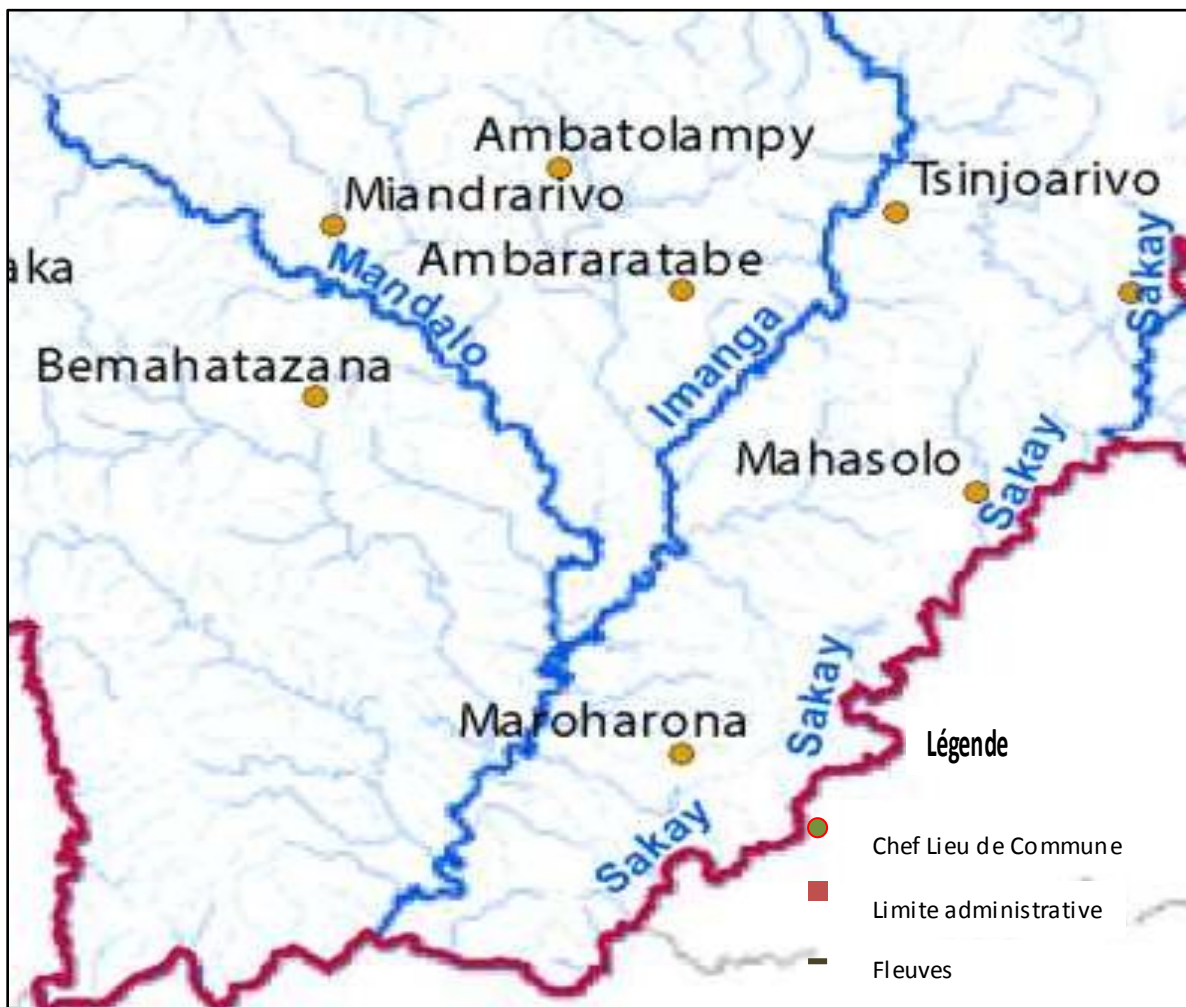 Ambatolampy
Tsinjoarivo
Miandrarivo
Mandalo
Ambararatabe
aka
Sakay
Imanga
Bemahatazana
Mahasolo
Sakay
Sakay
Maroharona
Légende
Sakay
Chef Lieu de Commune
Limite administrative
Fleuves